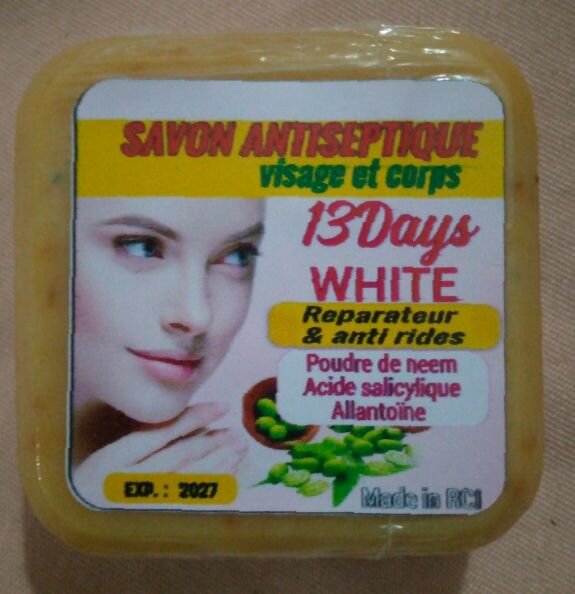 SAVON ANTISEPTIQUE
visage et corps
13Days
WHITE
Reparateur
& anti rides
Poudre de neem
Acide salicylique
Allantoïne
EXP. : 2027
Made in RCI